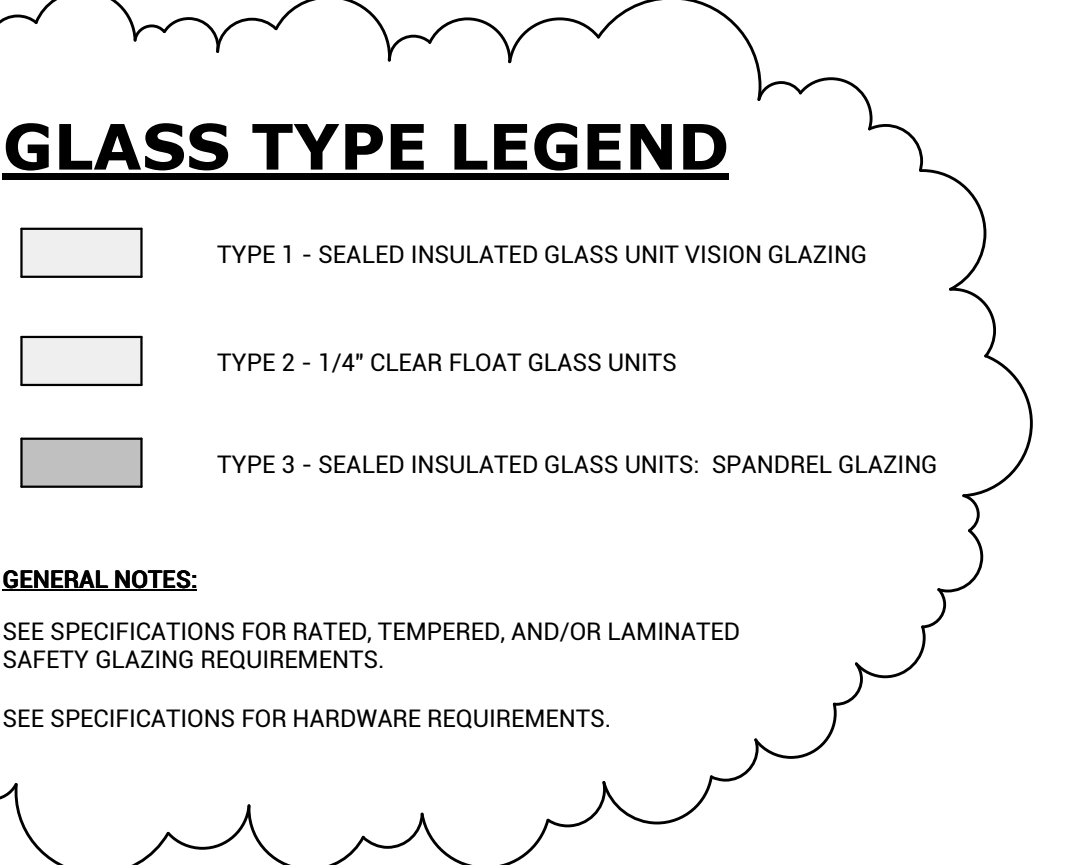 GLASS TYPE LEGEND
TYPE 1 - SEALED INSULATED GLASS UNIT VISION GLAZING
TYPE 2 - 1/4" CLEAR FLOAT GLASS UNITS
TYPE 3 - SEALED INSULATED GLASS UNITS:  SPANDREL GLAZING
GENERAL NOTES:
SEE SPECIFICATIONS FOR RATED, TEMPERED, AND/OR LAMINATED
SAFETY GLAZING REQUIREMENTS.
SEE SPECIFICATIONS FOR HARDWARE REQUIREMENTS.